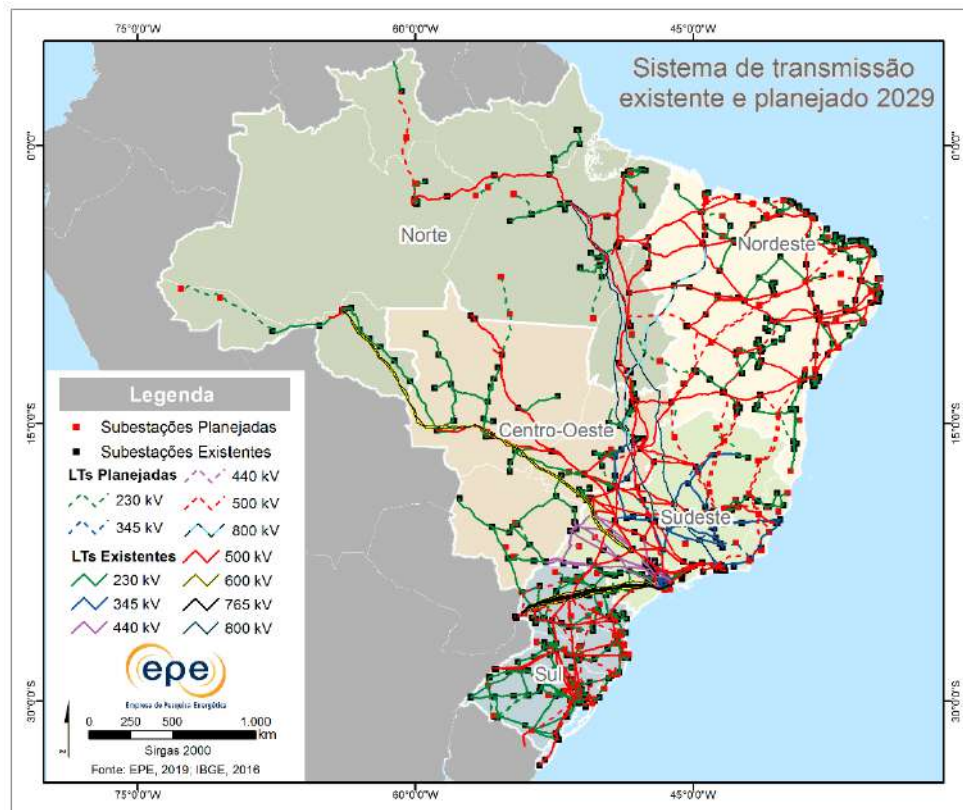 75°0'0"W
60°0'0"W
45°0'0"W
Sistema de transmissão
existente e planejado 2029
0°0'0"
0°0'0"
Norte
Nordeste
15°0'0"S
15°0'0"S
Centro-Oeste
Sudeste
Sul
Legenda
Subestações Planejadas
Subestações Existentes
LTs Planejadas
440 kV
230 kV
500 kV
345 kV
800 kV
LTs Existentes
500 kV
230 kV
600 kV
345 kV
765 kV
440 kV
800 kV
epe
Empresa de Pesquisa Energética
0 250 500 1.000
km
Sirgas 2000
Fonte: EPE, 2019; IBGE, 2016
z
30°0'0"S
30°0'0"S
75°0'0"W
60°0'0"W
45°0'0"W